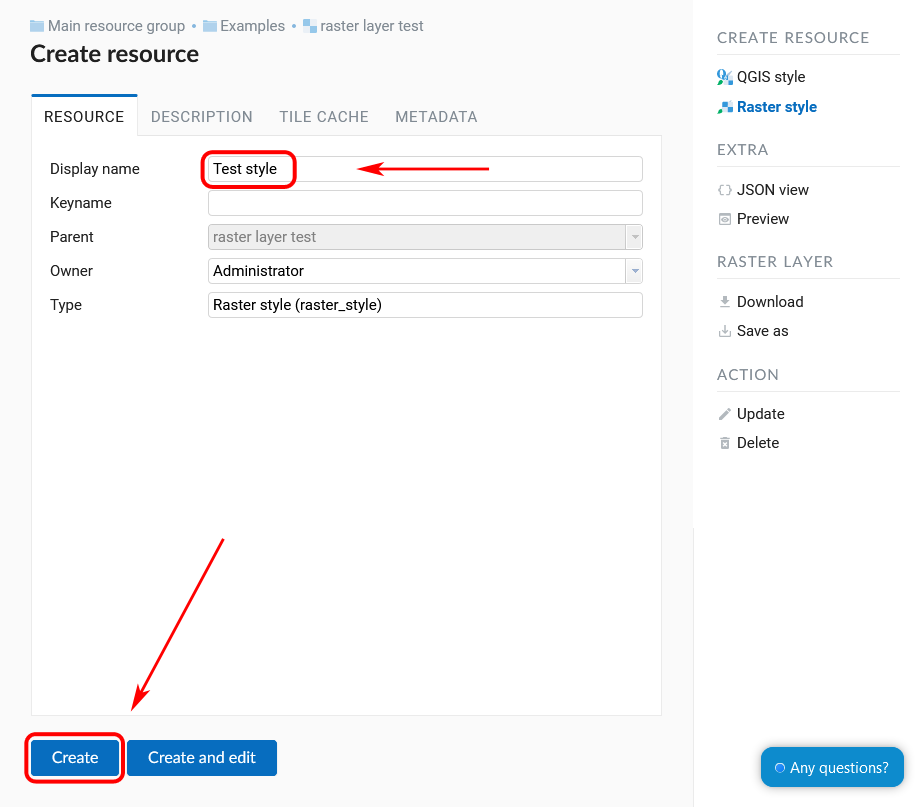 Main resource group • Examples • raster layer test
Create resource
RESOURCE DESCRIPTION TILE CACHE METADATA
Display name Test style
Keyname
Parent raster layer test
Owner Administrator
Type Raster style (raster_style)
Create Create and edit
CREATE RESOURCE
QGIS style
Raster style
EXTRA
JSON view
Preview
RASTER LAYER
Download
Save as
ACTION
Update
Delete
Any questions?